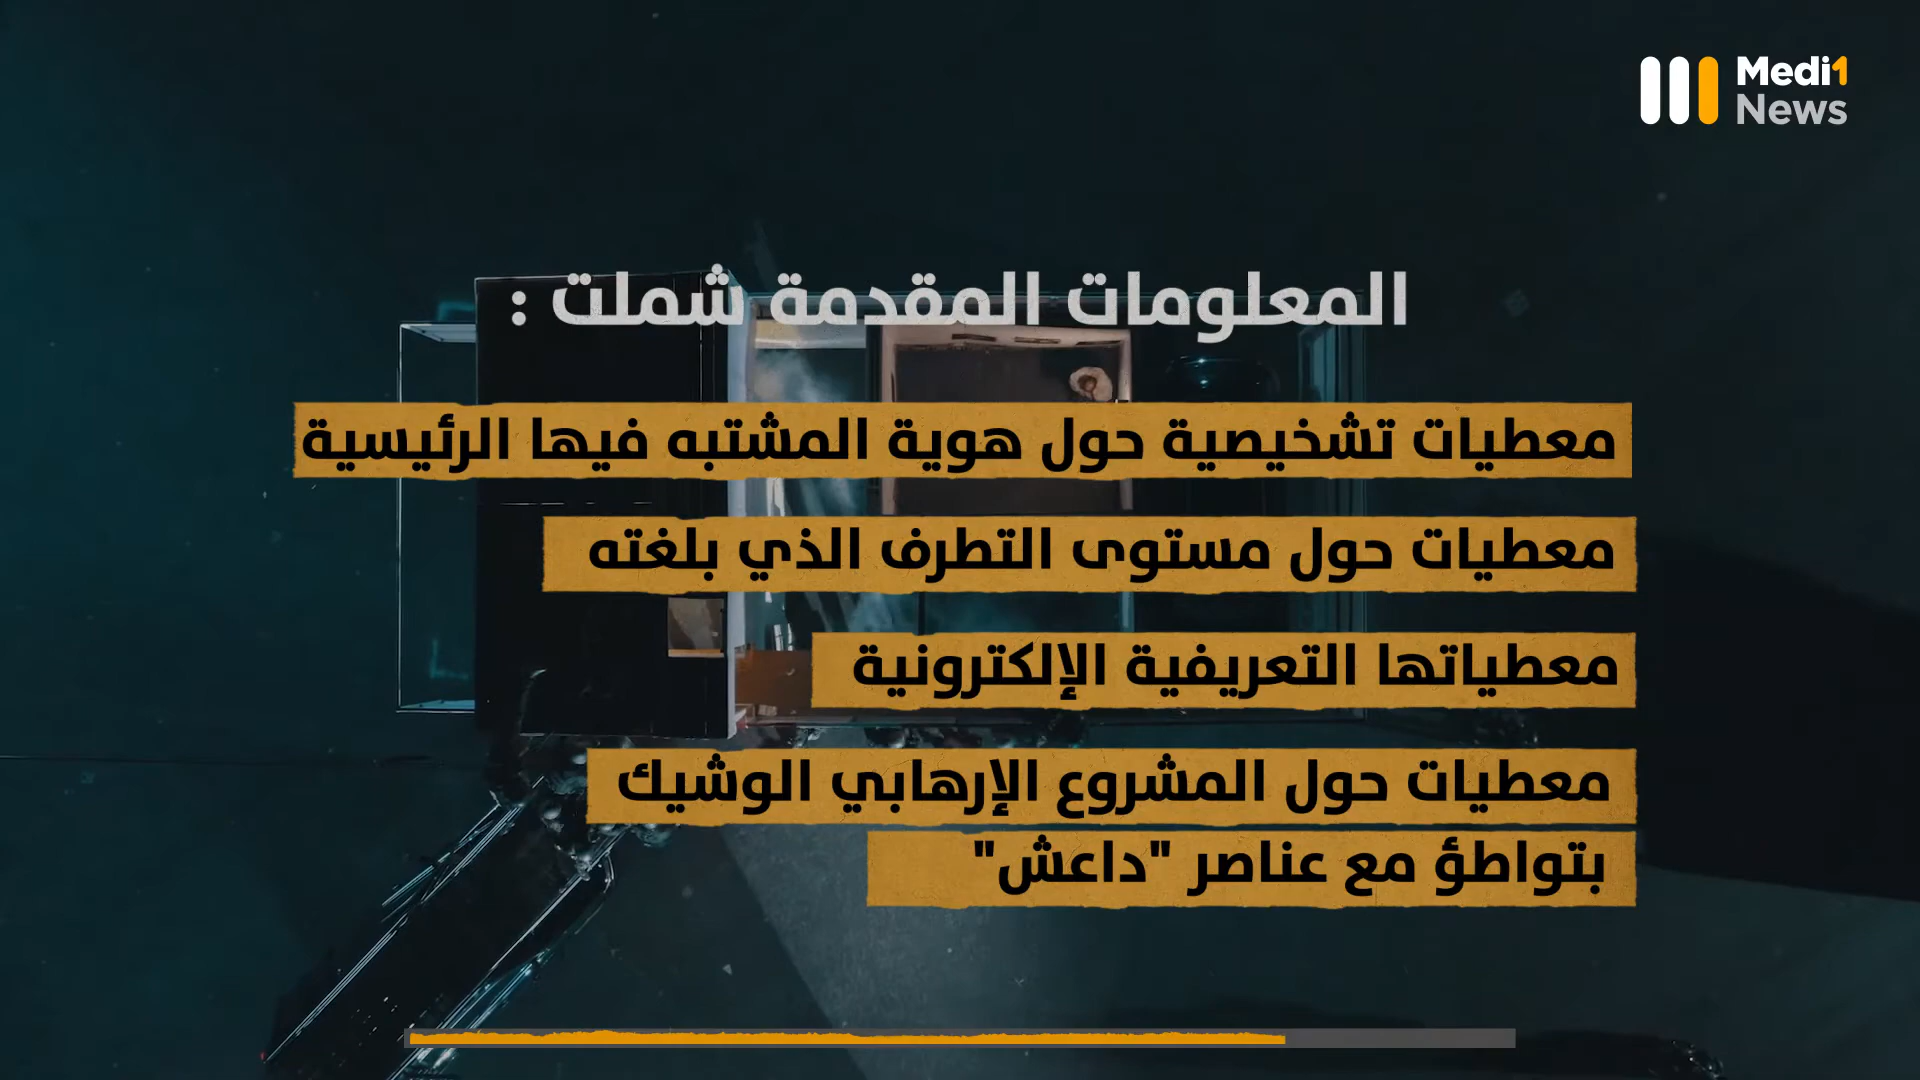 Medi1
News
المعلومات المقدمة شملت :
معطيات تشخيصية حول هوية المشتبه فيها الرئيسية
معطيات حول مستوى التطرف الذي بلغته
معطياتها التعريفية الإلكترونية
معطيات حول المشروع الإرهابي الوشيك
بتواطؤ مع عناصر "داعش"